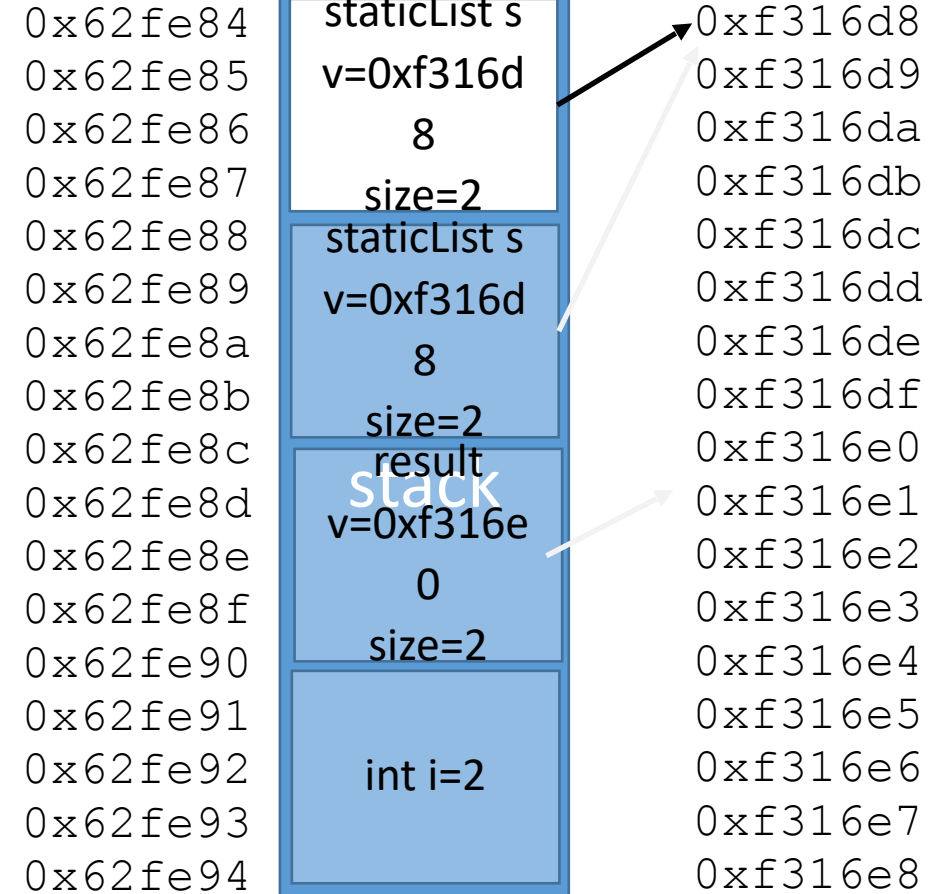 0x62fe84
0x62fe85
0x62fe86
0x62fe87
0x62fe88
0x62fe89
0x62fe8a
0x62fe8b
0x62fe8c
0x62fe8d
0x62fe8e
0x62fe8f
0x62fe90
0x62fe91
0x62fe92
0x62fe93
0x62fe94
staticList s
v=0xf316d
8
size=2
staticList s
v=0xf316d
8
size=2
result
stack
v=0xf316e
0
size=2
int i=2
0xf316d8
0xf316d9
0xf316da
0xf316db
0xf316dc
0xf316dd
0xf316de
0xf316df
0xf316e0
0xf316e1
0xf316e2
0xf316e3
0xf316e4
0xf316e5
0xf316e6
0xf316e7
0xf316e8